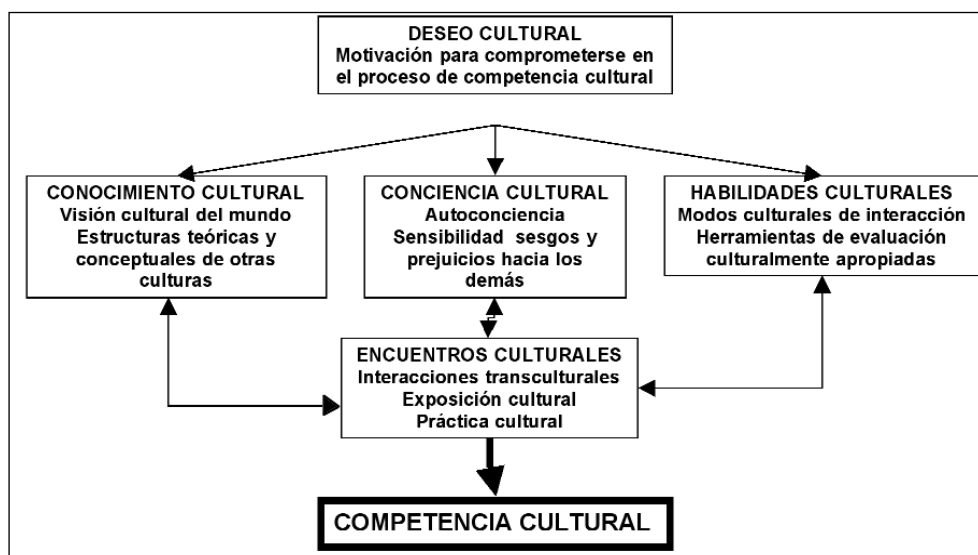 DESEO CULTURAL
Motivación para comprometerse en
el proceso de competencia cultural
CONOCIMIENTO CULTURAL
Visión cultural del mundo
Estructuras teóricas y
conceptuales de otras
culturas
CONCIENCIA CULTURAL
Autoconciencia
Sensibilidad sesgos y
prejuicios hacia los
demás
HABILIDADES CULTURALES
Modos culturales de interacción
Herramientas de evaluación
culturalmente apropiadas
ENCUENTROS CULTURALES
Interacciones transculturales
Exposición cultural
Práctica cultural
COMPETENCIA CULTURAL